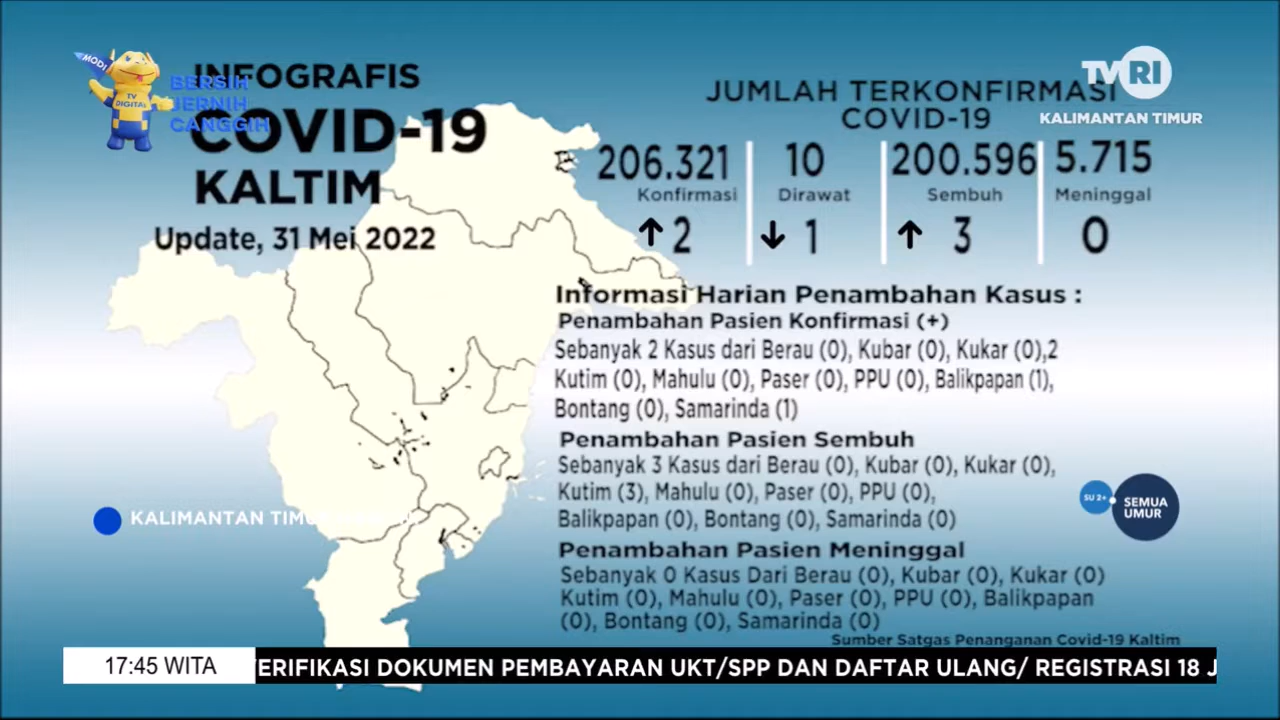 MODI
TV
DIGITAL
BERSIH
JERNIH
CANGGIH
INFOGRAFIS
COVID-19
KALTIM
Update, 31 Mei 2022
TVRI
KALIMANTAN TIMUR
JUMLAH TERKONFIRMASI
COVID-19
206.321 10 200.596 5.715
Konfirmasi Dirawat Sembuh Meninggal
↑ 2 ↓ 1 ↑ 3 0
Informasi Harian Penambahan Kasus :
Penambahan Pasien Konfirmasi (+)
Sebanyak 2 Kasus dari Berau (0), Kubar (0), Kukar (0),2
Kutim (0), Mahulu (0), Paser (0), PPU (0), Balikpapan (1),
Bontang (0), Samarinda (1)
Penambahan Pasien Sembuh
Sebanyak 3 Kasus dari Berau (0), Kubar (0), Kukar (0),
Kutim (3), Mahulu (0), Paser (0), PPU (0),
Balikpapan (0), Bontang (0), Samarinda (0)
Penambahan Pasien Meninggal
Sebanyak 0 Kasus Dari Berau (0), Kubar (0), Kukar (0)
Kutim (0), Mahulu (0), Paser (0), PPU (0), Balikpapan
(0), Bontang (0), Samarinda (0)
Sumber Satgas Penanganan Covid-19 Kaltim
SU 2+
SEMUA
UMUR
KALIMANTAN TIMUR
17:45 WITA
VERIFIKASI DOKUMEN PEMBAYARAN UKT/SPP DAN DAFTAR ULANG/ REGISTRASI 18 J